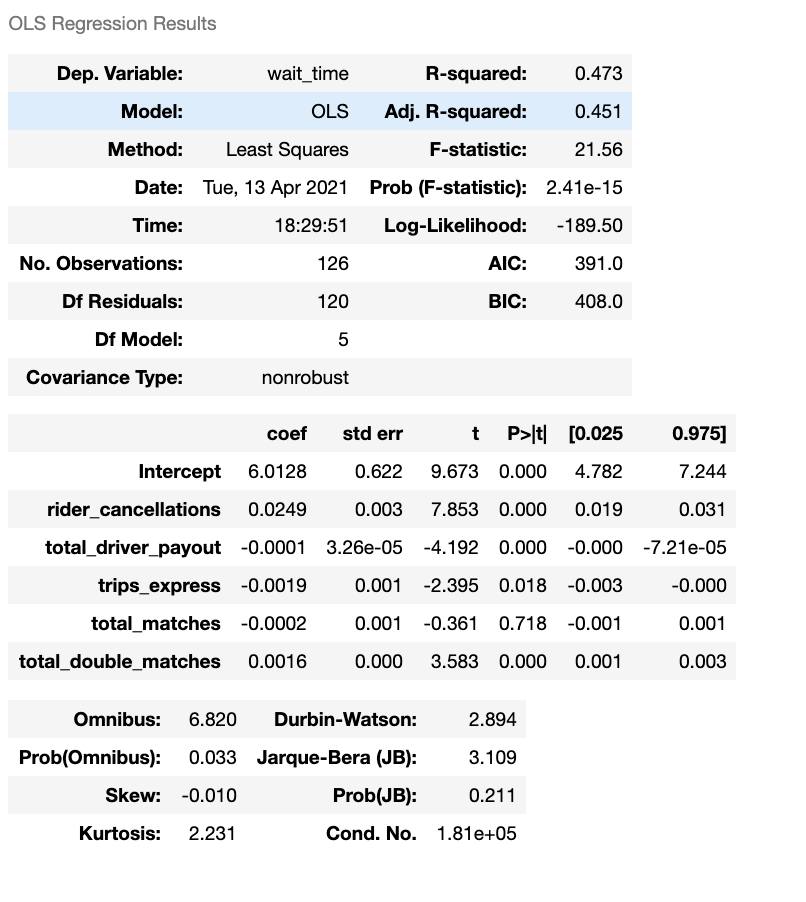 OLS Regression Results
Dep. Variable: wait_time R-squared: 0.473
Model: OLS Adj. R-squared: 0.451
Method: Least Squares F-statistic: 21.56
Date: Tue, 13 Apr 2021 Prob (F-statistic): 2.41e-15
Time: 18:29:51 Log-Likelihood: -189.50
No. Observations: 126 AIC: 391.0
Df Residuals: 120 BIC: 408.0
Df Model: 5
Covariance Type: nonrobust
coef std err t P>|t| [0.025 0.975]
Intercept 6.0128 0.622 9.673 0.000 4.782 7.244
rider_cancellations 0.0249 0.003 7.853 0.000 0.019 0.031
total_driver_payout -0.0001 3.26e-05 -4.192 0.000 -0.000 -7.21e-05
trips_express -0.0019 0.001 -2.395 0.018 -0.003 -0.000
total_matches -0.0002 0.001 -0.361 0.718 -0.001 0.001
total_double_matches 0.0016 0.000 3.583 0.000 0.001 0.003
Omnibus: 6.820 Durbin-Watson: 2.894
Prob(Omnibus): 0.033 Jarque-Bera (JB): 3.109
Skew: -0.010 Prob(JB): 0.211
Kurtosis: 2.231 Cond. No. 1.81e+05